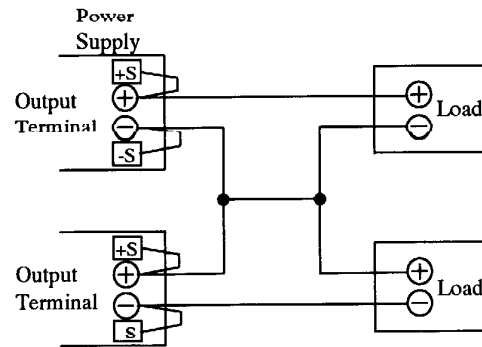 Power
Supply
+S
Output
+
+
Terminal
−
−
Load
-S
+S
Output
+
+
Terminal
−
−
Load
S